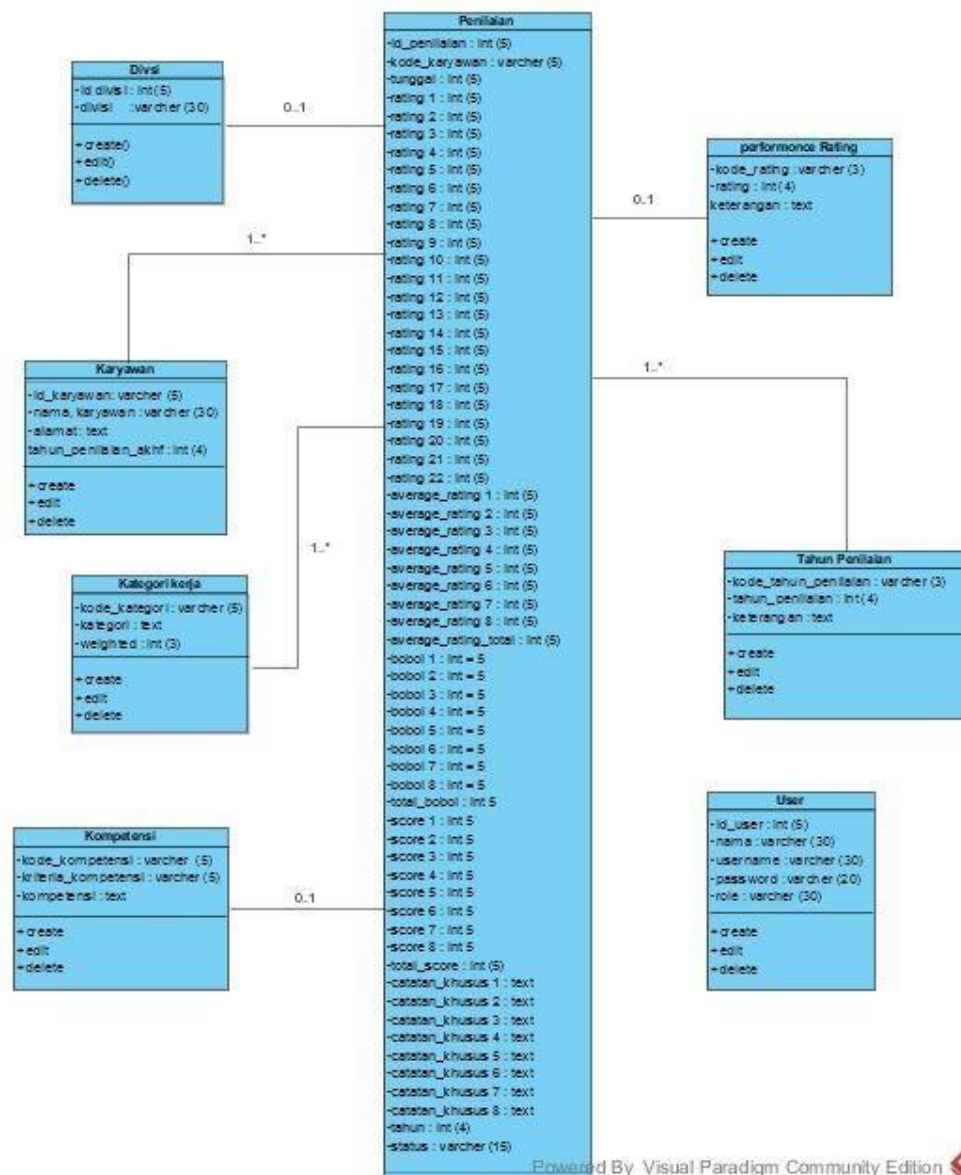 Divsi
-id divisi : int (5)
-divisi : varcher (30)
+create()
+edit()
+delete()
0..1
1..*
Karyawan
-id_karyawan: varcher (5)
-nama, karyawan : varcher (30)
-alamat: text
tahun_penilaian_akhf : int (4)
+create
+edit
+delete
Kategori kerja
-kode_kategori: varcher (5)
-kategori : text
-weighted : int (3)
+create
+edit
+delete
1..*
Kompetensi
-kode_kompetensi : varcher (5)
-kriteria_kompetensi : varcher (5)
-kompetensi : text
+create
+edit
+delete
0..1
Penilaian
-id_penilaian : int (5)
-kode_karyawan : varcher (5)
-tunggal : int (5)
-rating 1 : int (5)
-rating 2 : int (5)
-rating 3 : int (5)
-rating 4 : int (5)
-rating 5 : int (5)
-rating 6 : int (5)
-rating 7 : int (5)
-rating 8 : int (5)
-rating 9 : int (5)
-rating 10 : int (5)
-rating 11 : int (5)
-rating 12 : int (5)
-rating 13 : int (5)
-rating 14 : int (5)
-rating 15 : int (5)
-rating 16 : int (5)
-rating 17 : int (5)
-rating 18 : int (5)
-rating 19 : int (5)
-rating 20 : int (5)
-rating 21 : int (5)
-rating 22 : int (5)
-average_rating 1 : int (5)
-average_rating 2 : int (5)
-average_rating 3 : int (5)
-average_rating 4 : int (5)
-average_rating 5 : int (5)
-average_rating 6 : int (5)
-average_rating 7 : int (5)
-average_rating 8 : int (5)
-average_rating_total : int (5)
-bobol 1 : int = 5
-bobol 2 : int = 5
-bobol 3 : int = 5
-bobol 4 : int = 5
-bobol 5 : int = 5
-bobol 6 : int = 5
-bobol 7 : int = 5
-bobol 8 : int = 5
-total_bobol : int 5
-score 1 : int 5
-score 2 : int 5
-score 3 : int 5
-score 4 : int 5
-score 5 : int 5
-score 6 : int 5
-score 7 : int 5
-score 8 : int 5
-total_score : int (5)
-catatan_khusus 1 : text
-catatan_khusus 2 : text
-catatan_khusus 3 : text
-catatan_khusus 4 : text
-catatan_khusus 5 : text
-catatan_khusus 6 : text
-catatan_khusus 7 : text
-catatan_khusus 8 : text
-tahun : int (4)
-status : varcher (15)
performonce Rating
-kode_rating : varcher (3)
-rating : int (4)
keterangan : text
+create
+edit
+delete
0..1
1..*
Tahun Penilaian
-kode_tahun_penilaian : varcher (3)
-tahun_penilaian : int (4)
-keterangan : text
+create
+edit
+delete
User
-id_user : int (5)
-nama : varcher (30)
-username : varcher (30)
-password : varcher (20)
-role : varcher (30)
+create
+edit
+delete
Powered By Visual Paradigm Community Edition